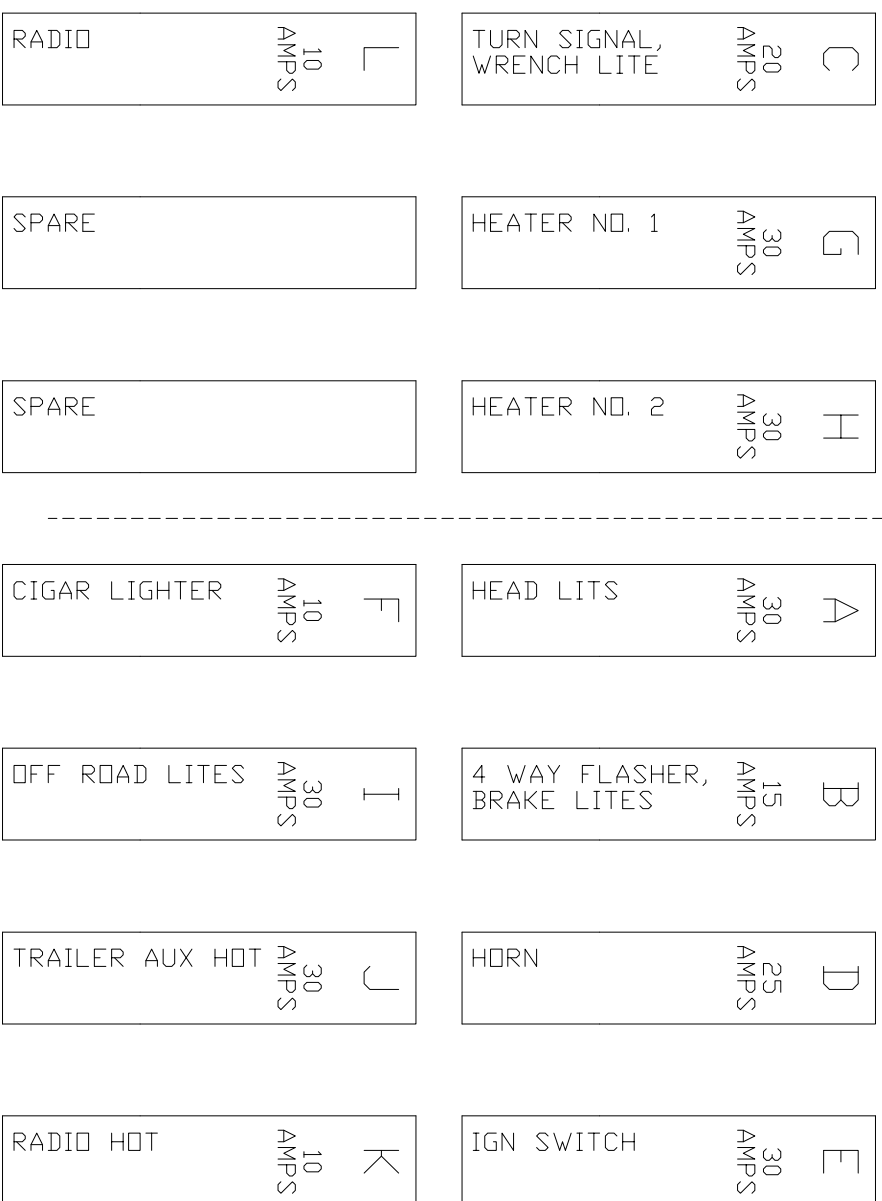 RADIO
10
AMPS
L
TURN SIGNAL,
WRENCH LITE
20
AMPS
C
SPARE
HEATER NO. 1
30
AMPS
G
SPARE
HEATER NO. 2
30
AMPS
H
CIGAR LIGHTER
10
AMPS
F
HEAD LITS
30
AMPS
A
OFF ROAD LITES
30
AMPS
I
4 WAY FLASHER,
BRAKE LITES
15
AMPS
B
TRAILER AUX HOT
30
AMPS
J
HORN
25
AMPS
D
RADIO HOT
10
AMPS
K
IGN SWITCH
30
AMPS
E